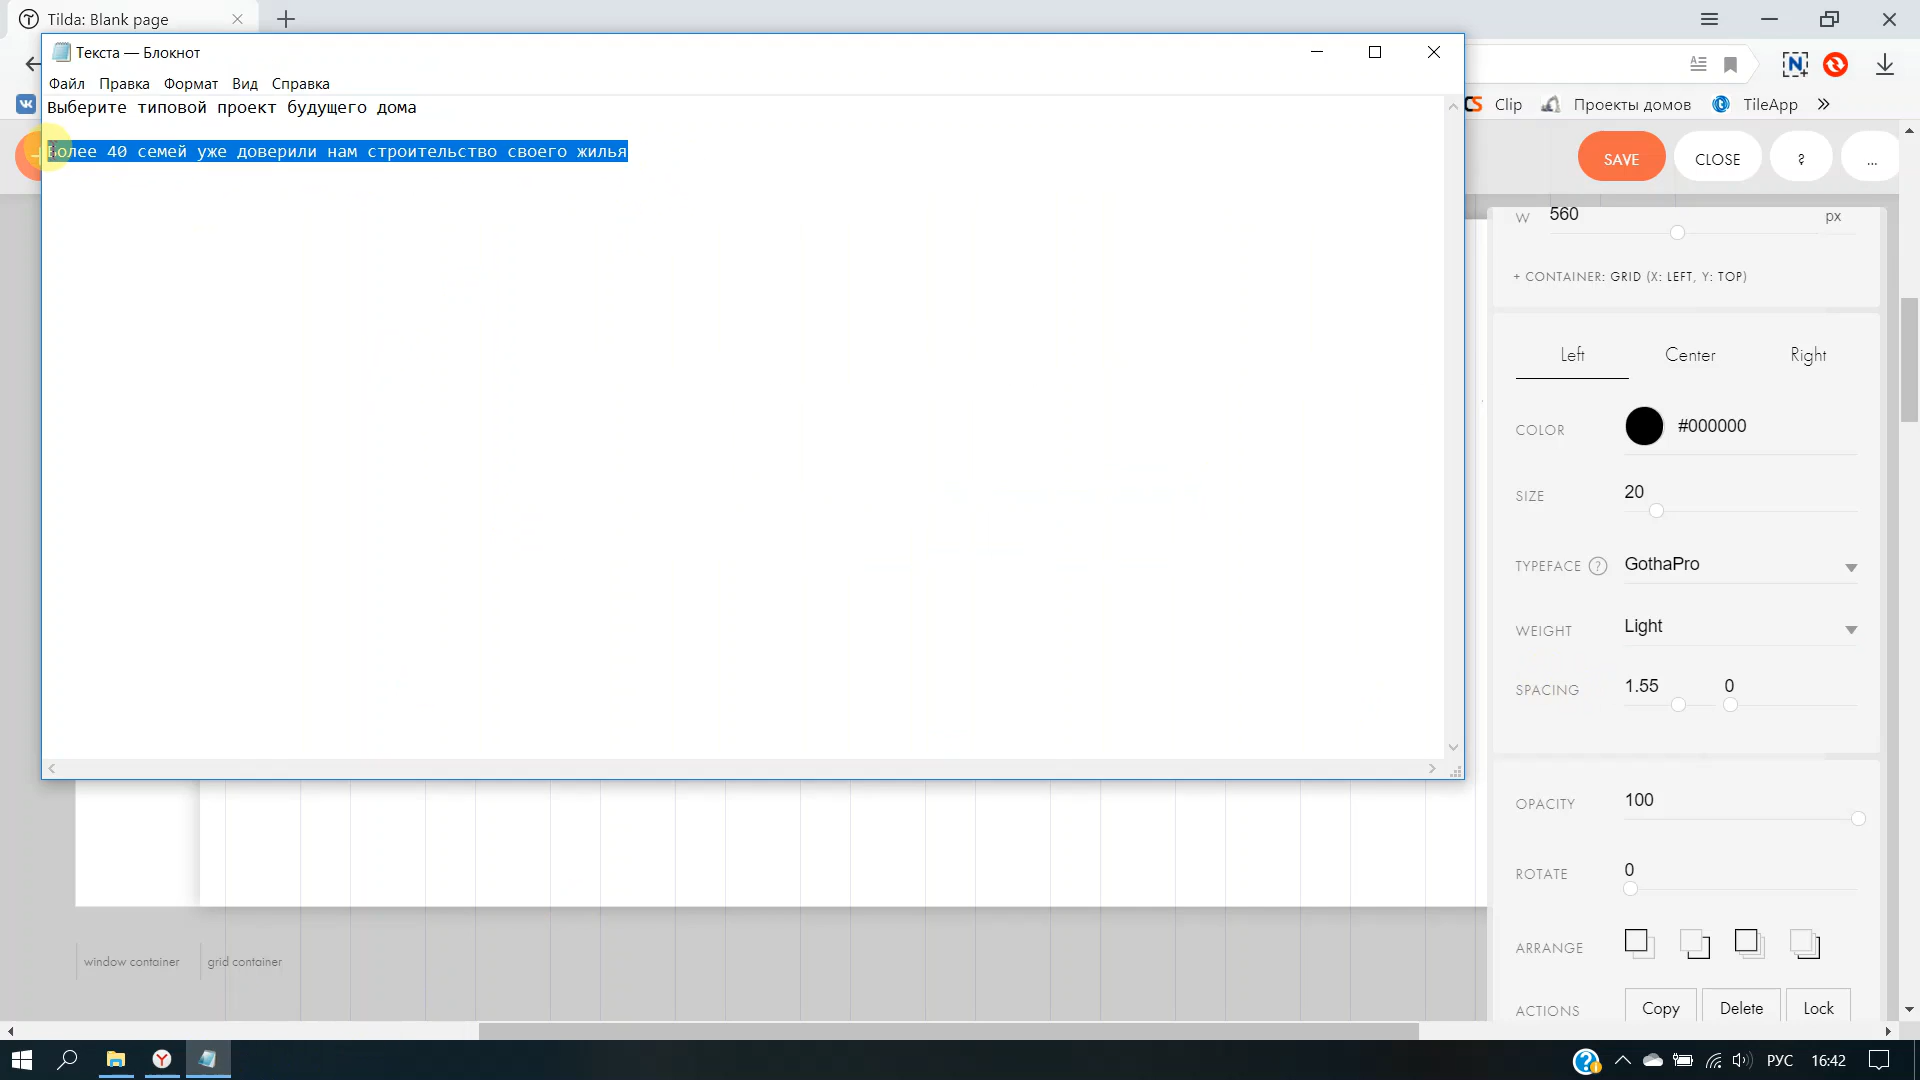 Tilda: Blank page
Текста — Блокнот
Файл Правка Формат Вид Справка
Выберите типовой проект будущего дома
Более 40 семей уже доверили нам строительство своего жилья
Clip Проекты домов TileApp »
SAVE CLOSE ? ...
W 560 px
+ CONTAINER: GRID (X: LEFT, Y: TOP)
Left Center Right
COLOR #000000
SIZE 20
TYPEFACE ? GothaPro
WEIGHT Light
SPACING 1.55 0
OPACITY 100
ROTATE 0
ARRANGE
ACTIONS Copy Delete Lock
window container grid container
РУС 16:42